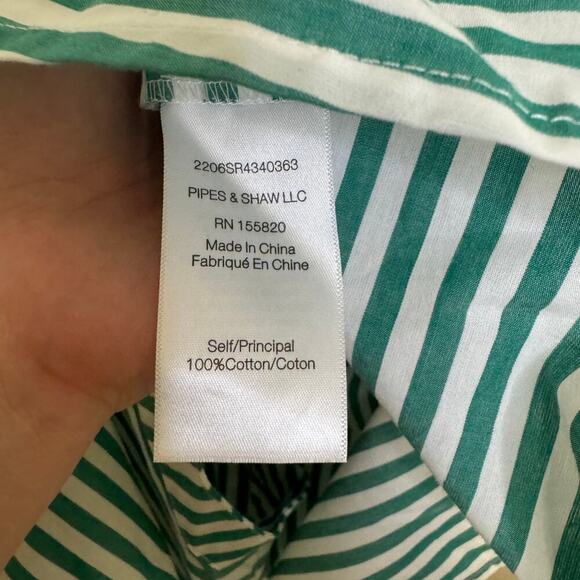 2206SR4340363
PIPES & SHAW LLC
RN 155820
Made In China
Fabriqué En Chine
Self/Principal
100%Cotton/Coton